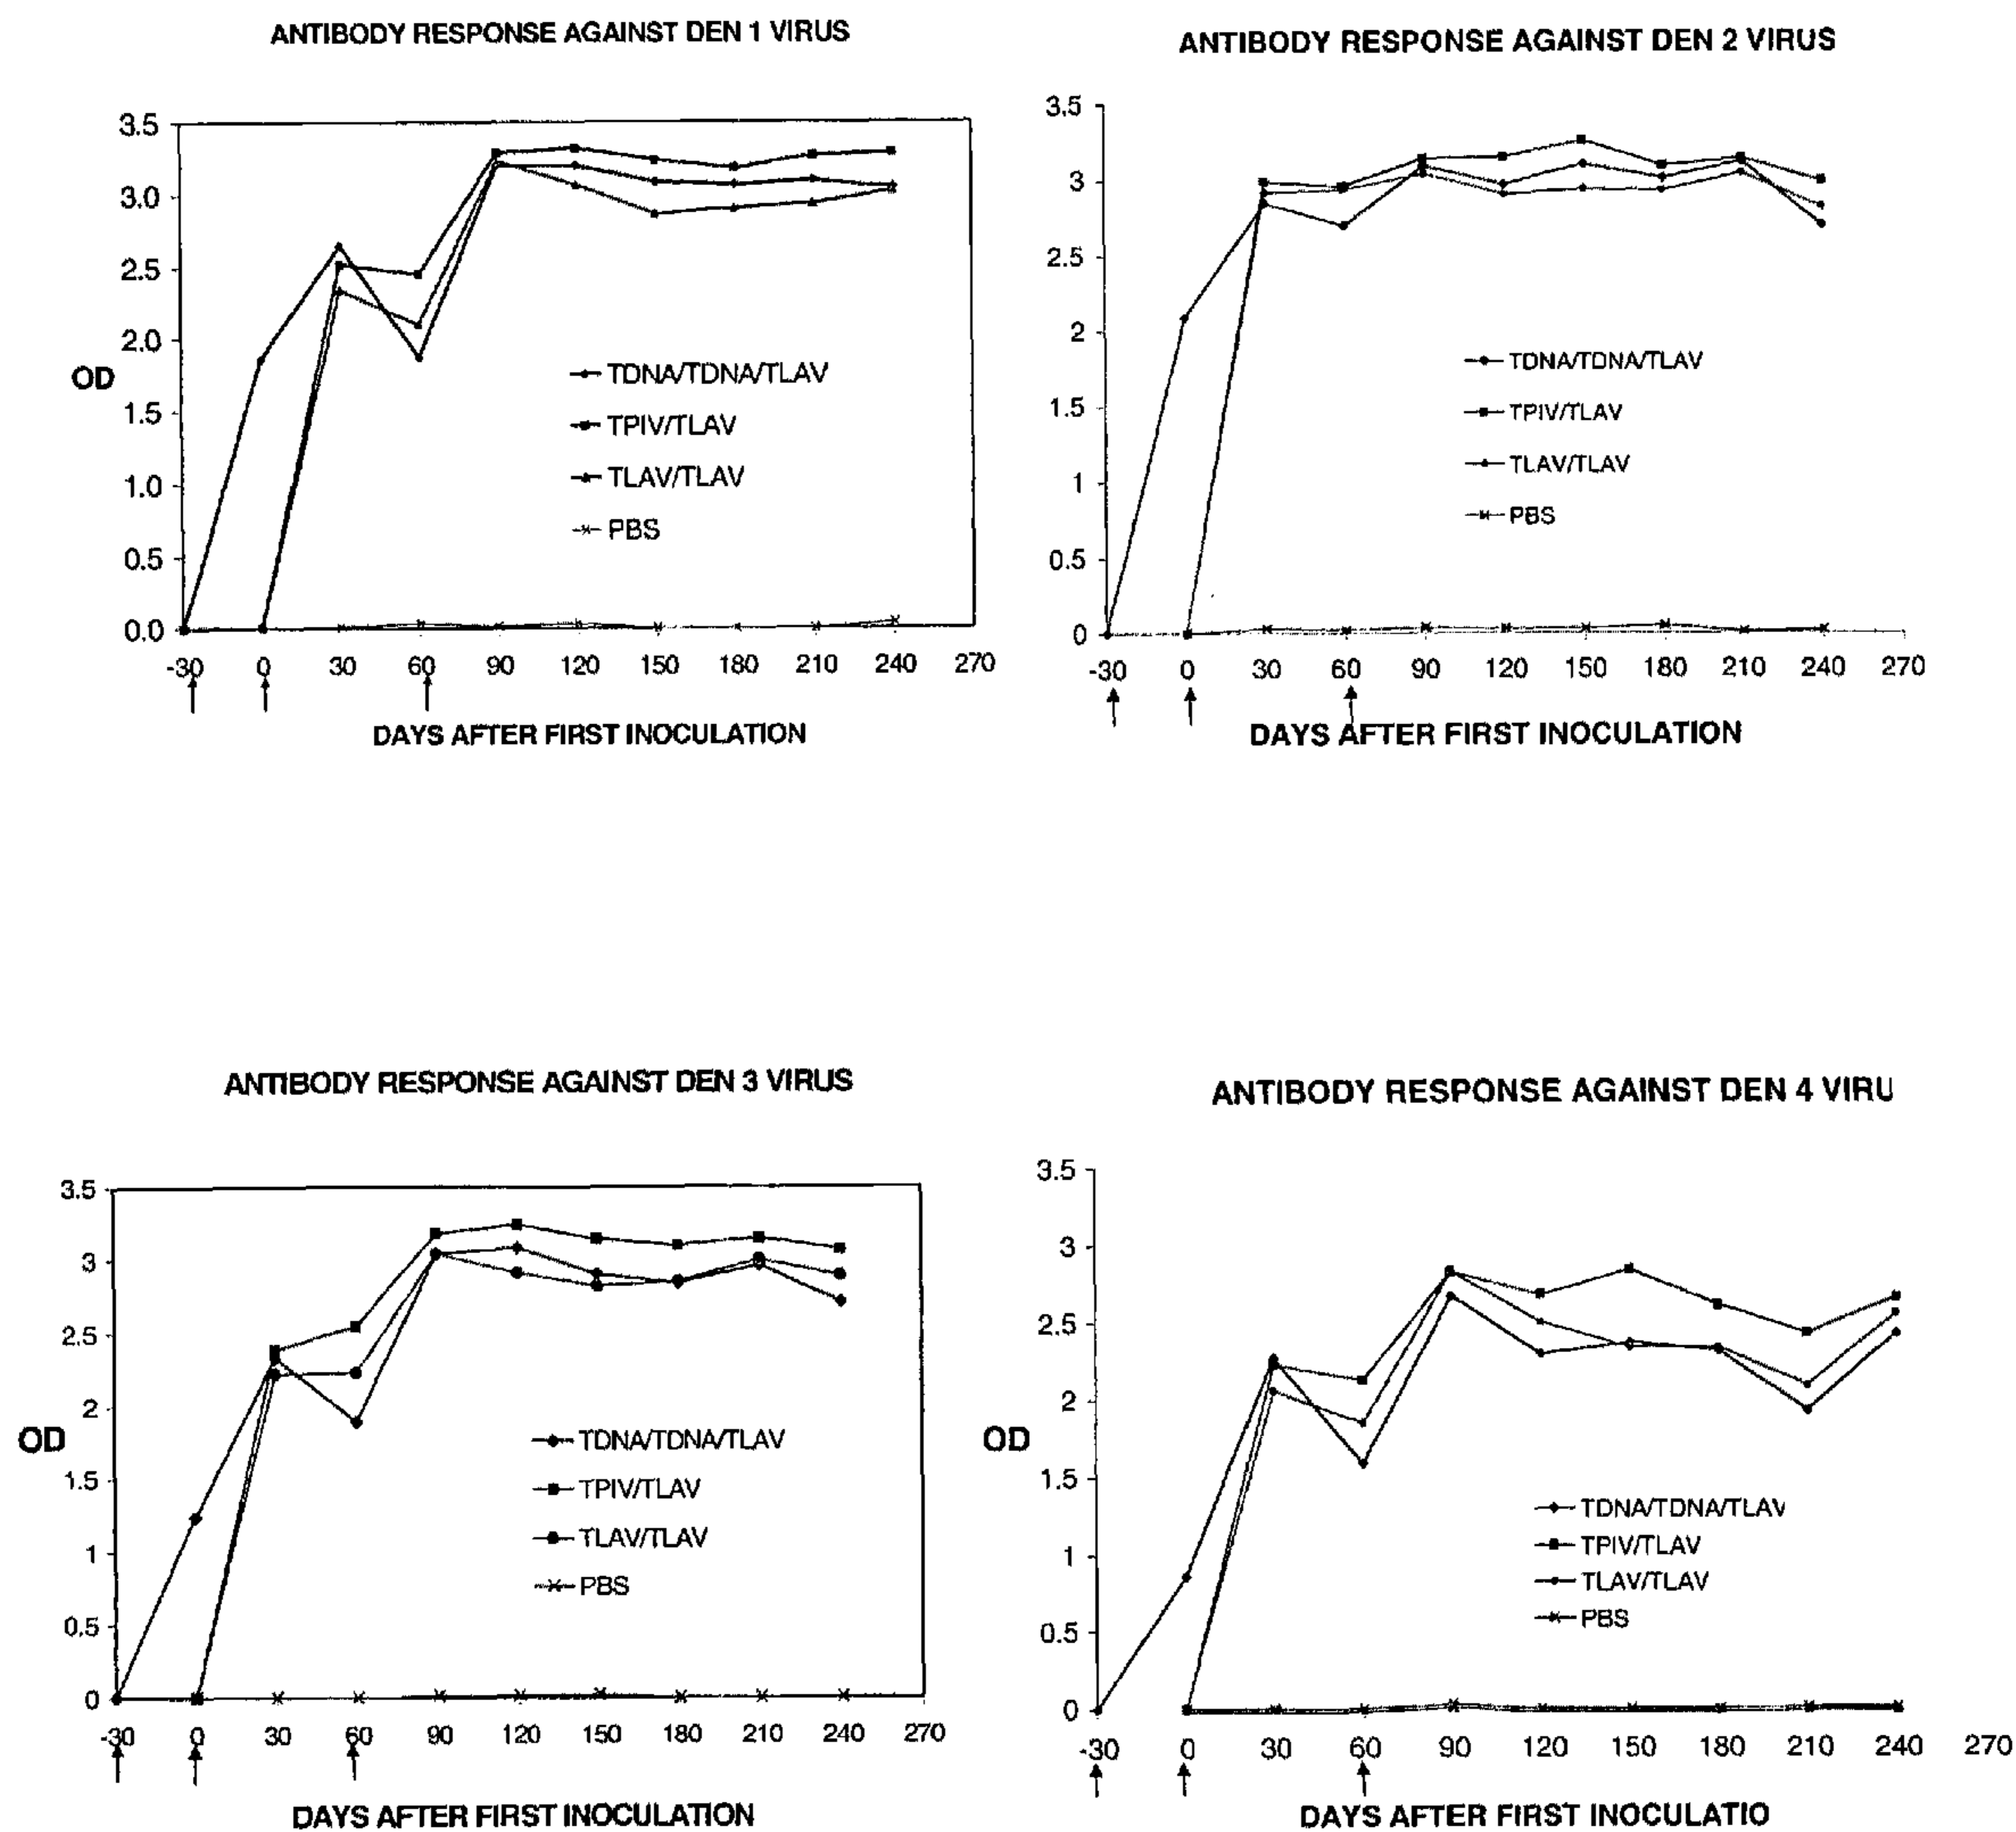 ANTIBODY RESPONSE AGAINST DEN 1 VIRUS
3.5
3.0
2.5
2.0
OD
1.5
1.0
0.5
0.0
TDNA/TDNA/TLAV
TPIV/TLAV
TLAV/TLAV
PBS
-30 0 30 60 90 120 150 180 210 240 270
DAYS AFTER FIRST INOCULATION
ANTIBODY RESPONSE AGAINST DEN 2 VIRUS
3.5
3
2.5
2
1.5
1
0.5
0
TDNA/TDNA/TLAV
TPIV/TLAV
TLAV/TLAV
PBS
-30 0 30 60 90 120 150 180 210 240 270
DAYS AFTER FIRST INOCULATION
ANTIBODY RESPONSE AGAINST DEN 3 VIRUS
3.5
3
2.5
2
OD
1.5
1
0.5
0
TDNA/TDNA/TLAV
TPIV/TLAV
TLAV/TLAV
PBS
-30 0 30 60 90 120 150 180 210 240 270
DAYS AFTER FIRST INOCULATION
ANTIBODY RESPONSE AGAINST DEN 4 VIRU
3.5
3
2.5
2
OD
1.5
1
0.5
0
TDNA/TDNA/TLAV
TPIV/TLAV
TLAV/TLAV
PBS
-30 0 30 60 90 120 150 180 210 240 270
DAYS AFTER FIRST INOCULATIO